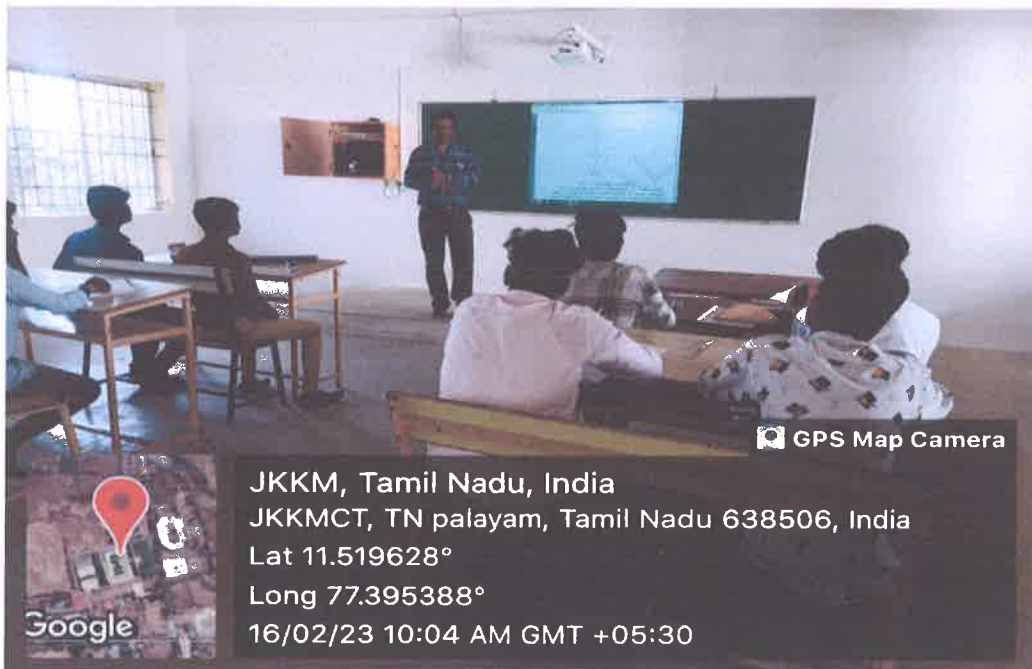 GPS Map Camera
JKKM, Tamil Nadu, India
JKKMCT, TN palayam, Tamil Nadu 638506, India
Lat 11.519628°
Long 77.395388°
16/02/23 10:04 AM GMT +05:30
Google